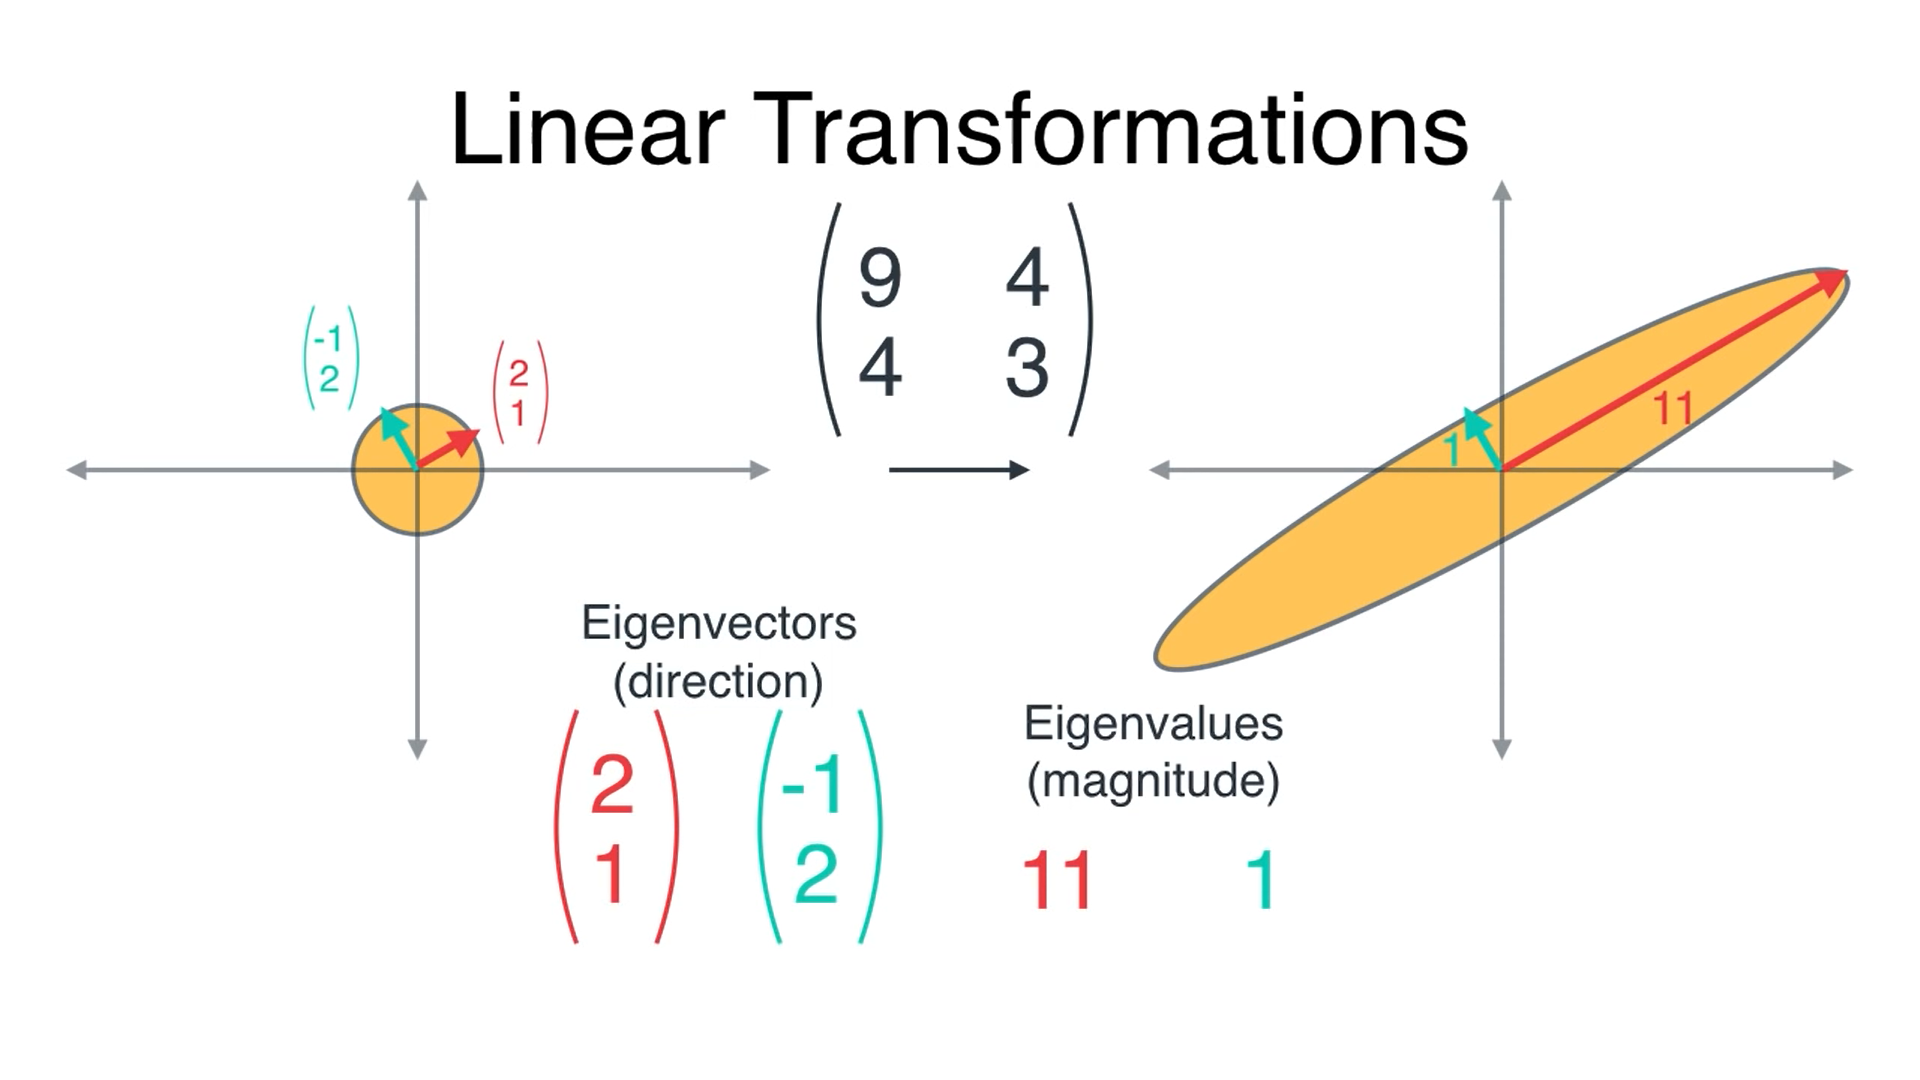 Linear Transformations
9 4
4 3
-1
2
2
1
1
11
Eigenvectors
(direction)
2
1
-1
2
Eigenvalues
(magnitude)
11 1